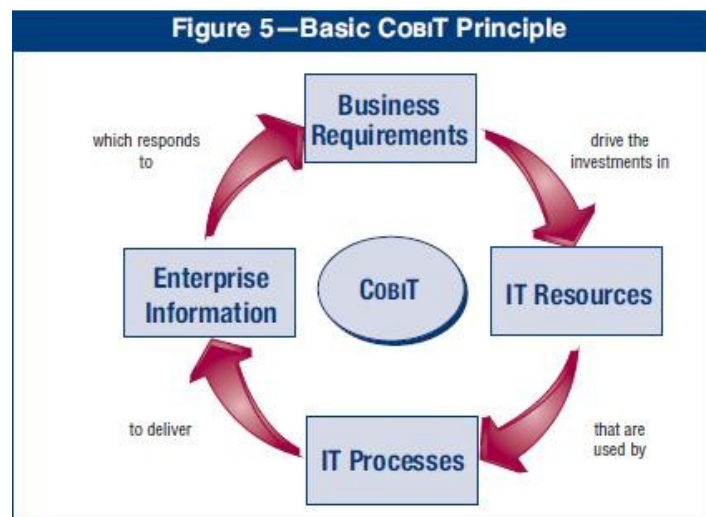 Figure 5—Basic COBIT Principle
Business
Requirements
which responds
to
drive the
investments in
Enterprise
Information
COBIT
IT Resources
to deliver
IT Processes
that are
used by